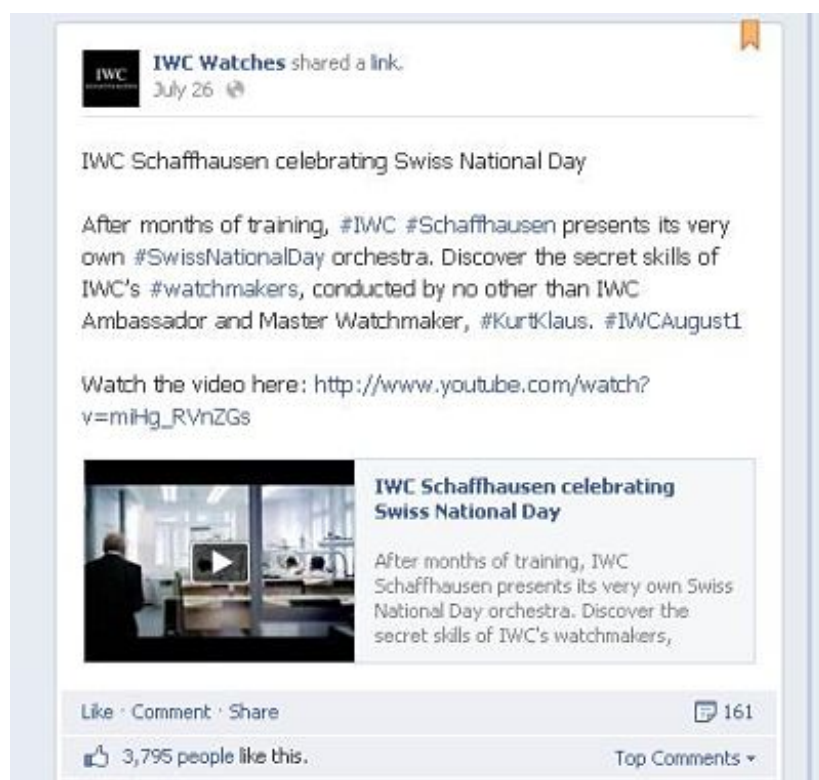 IWC
IWC Watches shared a link.
July 26
IWC Schaffhausen celebrating Swiss National Day
After months of training, #IWC #Schaffhausen presents its very
own #SwissNationalDay orchestra. Discover the secret skills of
IWC's #watchmakers, conducted by no other than IWC
Ambassador and Master Watchmaker, #KurtKlaus. #IWCAugust1
Watch the video here: http://www.youtube.com/watch?
v=miHg_RVnZGs
IWC Schaffhausen celebrating
Swiss National Day
After months of training, IWC
Schaffhausen presents its very own Swiss
National Day orchestra. Discover the
secret skills of IWC's watchmakers,
Like · Comment · Share
161
3,795 people like this.
Top Comments